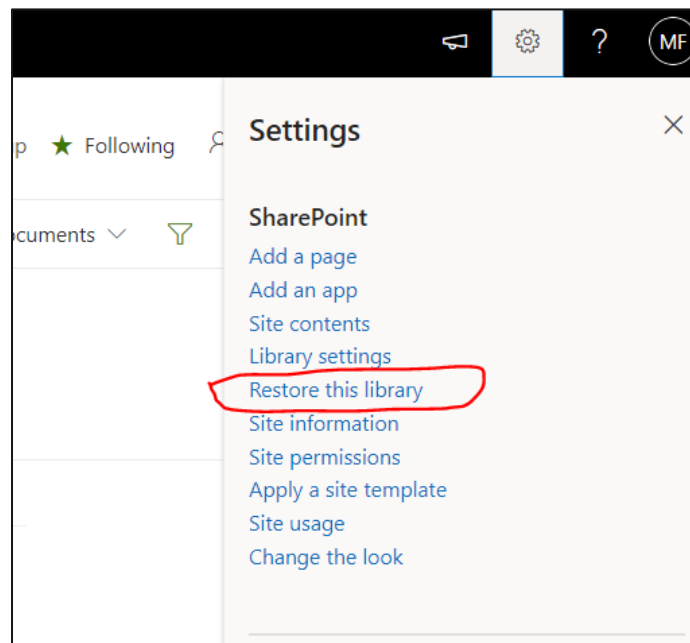 ?
MF
p ★ Following
Settings
ocuments
SharePoint
Add a page
Add an app
Site contents
Library settings
Restore this library
Site information
Site permissions
Apply a site template
Site usage
Change the look